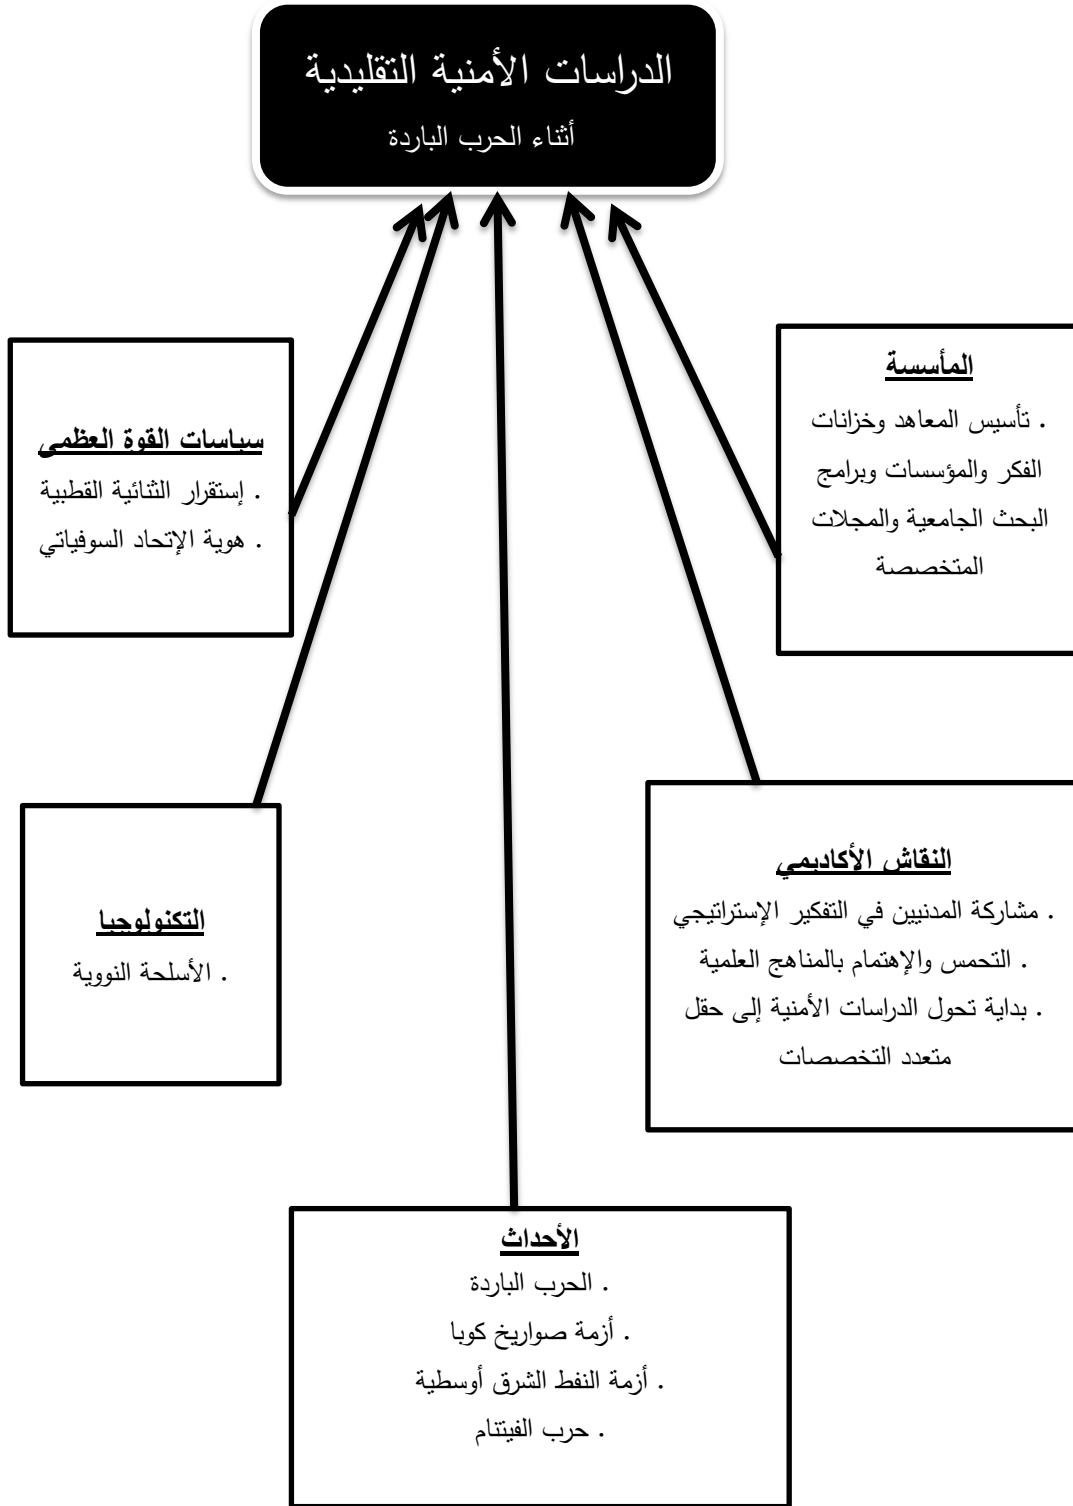 الدراسات الأمنية التقليدية
أثناء الحرب الباردة
المأسسة
. تأسيس المعاهد وخزانات
الفكر والمؤسسات وبرامج
البحث الجامعية والمجلات
المتخصصة
سياسات القوة العظمى
. إستقرار الثنائية القطبية
. هوية الإتحاد السوفياتي
النقاش الأكاديمي
. مشاركة المدنيين في التفكير الإستراتيجي
. التحمس والإهتمام بالمناهج العلمية
. بداية تحول الدراسات الأمنية إلى حقل
متعدد التخصصات
التكنولوجيا
. الأسلحة النووية
الأحداث
. الحرب الباردة
. أزمة صواريخ كوبا
. أزمة النفط الشرق أوسطية
. حرب الفيتنام